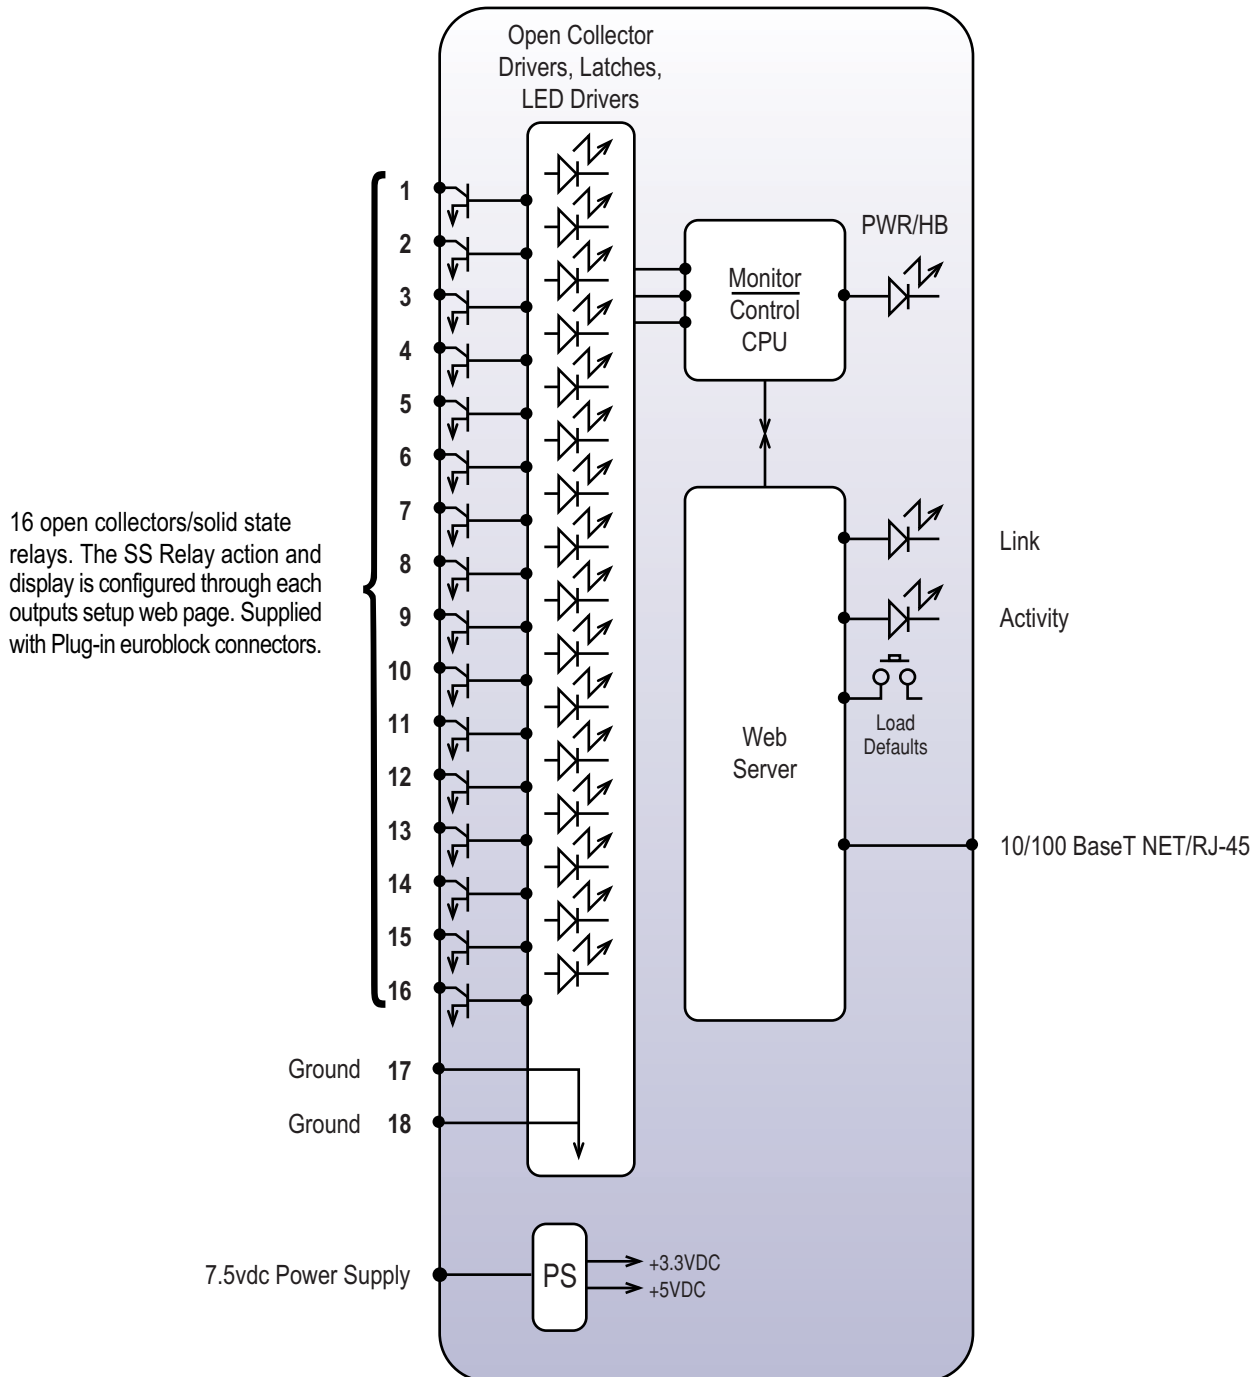 Open Collector
Drivers, Latches,
LED Drivers
1
2
3
4
5
6
7
8
9
10
11
12
13
14
15
16
16 open collectors/solid state
relays. The SS Relay action and
display is configured through each
outputs setup web page. Supplied
with Plug-in euroblock connectors.
Ground 17
Ground 18
7.5vdc Power Supply
PS
+3.3VDC
+5VDC
Monitor
Control
CPU
PWR/HB
Web
Server
Link
Activity
Load
Defaults
10/100 BaseT NET/RJ-45